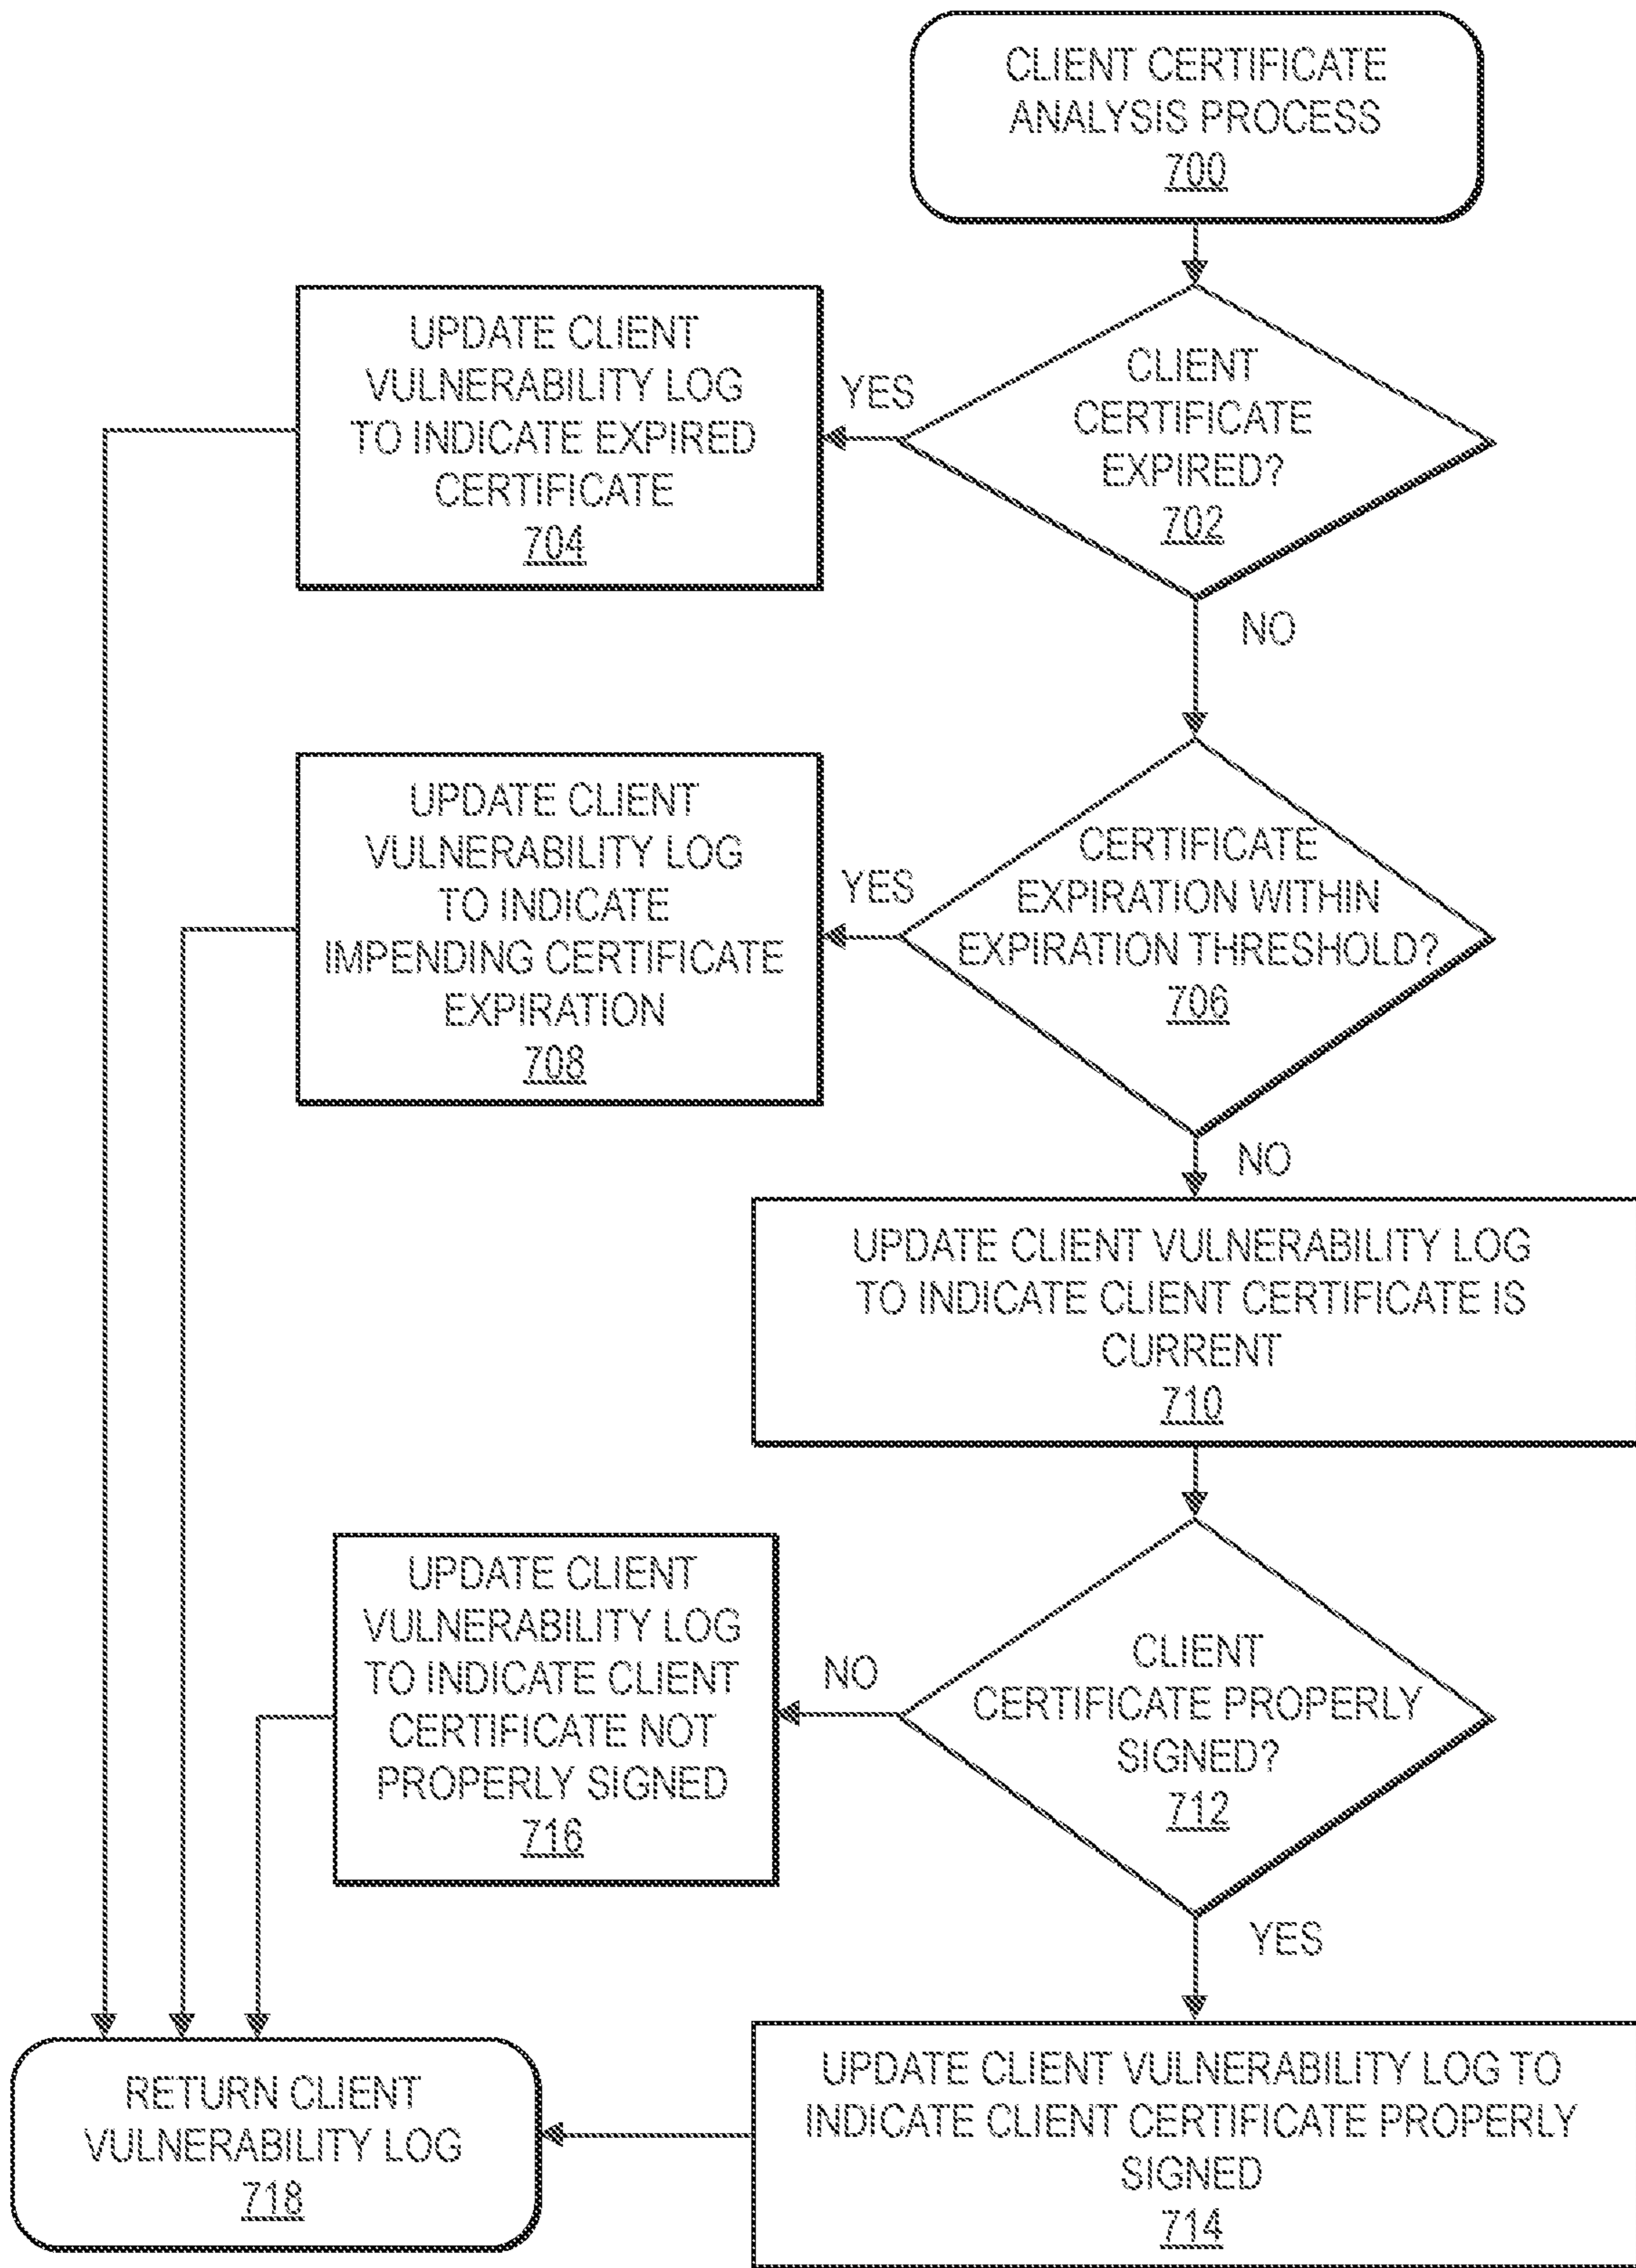 CLIENT CERTIFICATE
ANALYSIS PROCESS
700
CLIENT
CERTIFICATE
EXPIRED?
702
YES
UPDATE CLIENT
VULNERABILITY LOG
TO INDICATE EXPIRED
CERTIFICATE
704
NO
CERTIFICATE
EXPIRATION WITHIN
EXPIRATION THRESHOLD?
706
YES
UPDATE CLIENT
VULNERABILITY LOG
TO INDICATE
IMPENDING CERTIFICATE
EXPIRATION
708
NO
UPDATE CLIENT VULNERABILITY LOG
TO INDICATE CLIENT CERTIFICATE IS
CURRENT
710
CLIENT
CERTIFICATE PROPERLY
SIGNED?
712
NO
UPDATE CLIENT
VULNERABILITY LOG
TO INDICATE CLIENT
CERTIFICATE NOT
PROPERLY SIGNED
716
YES
UPDATE CLIENT VULNERABILITY LOG TO
INDICATE CLIENT CERTIFICATE PROPERLY
SIGNED
714
RETURN CLIENT
VULNERABILITY LOG
718